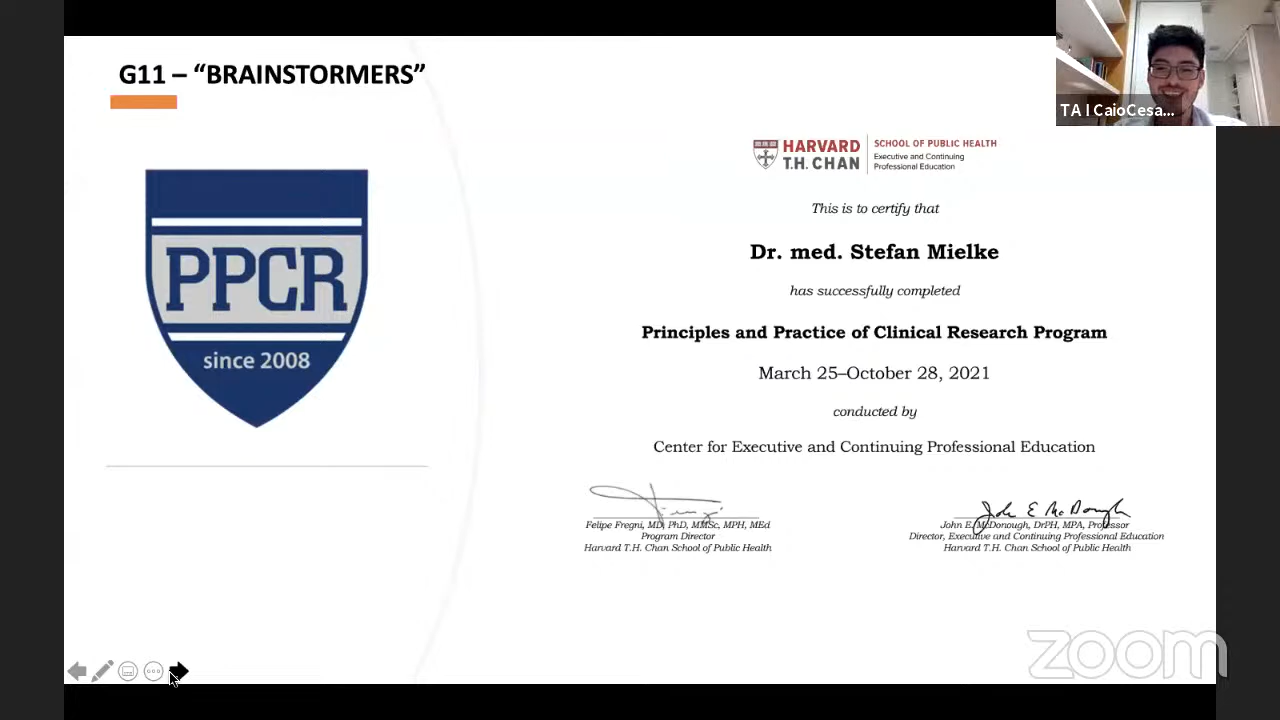 G11 – “BRAINSTORMERS”
TA I CaioCesa...
HARVARD
T.H. CHAN
SCHOOL OF PUBLIC HEALTH
Executive and Continuing
Professional Education
This is to certify that
Dr. med. Stefan Mielke
has successfully completed
Principles and Practice of Clinical Research Program
March 25–October 28, 2021
conducted by
Center for Executive and Continuing Professional Education
PPCR
since 2008
John E McDonough
Felipe Fregni, MD, PhD, MMSc, MPH, MEd
Program Director
Harvard T.H. Chan School of Public Health
John E. McDonough, DrPH, MPA, Professor
Director, Executive and Continuing Professional Education
Harvard T.H. Chan School of Public Health
zoom